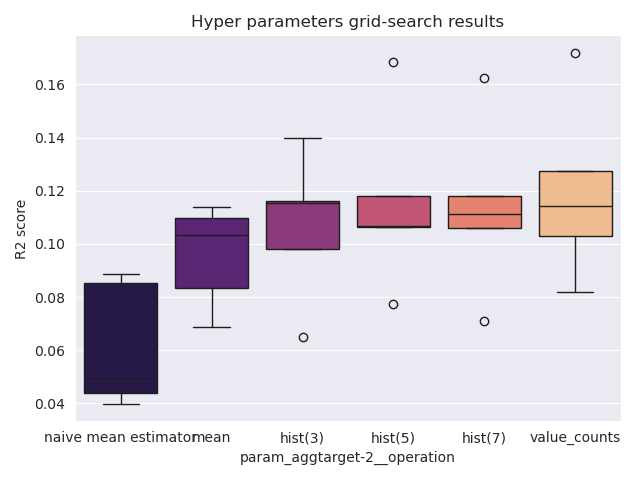 Hyper parameters grid-search results
R2 score
0.16
0.14
0.12
0.10
0.08
0.06
0.04
naive mean estimator mean hist(3) hist(5) hist(7) value_counts
param_aggtarget-2__operation